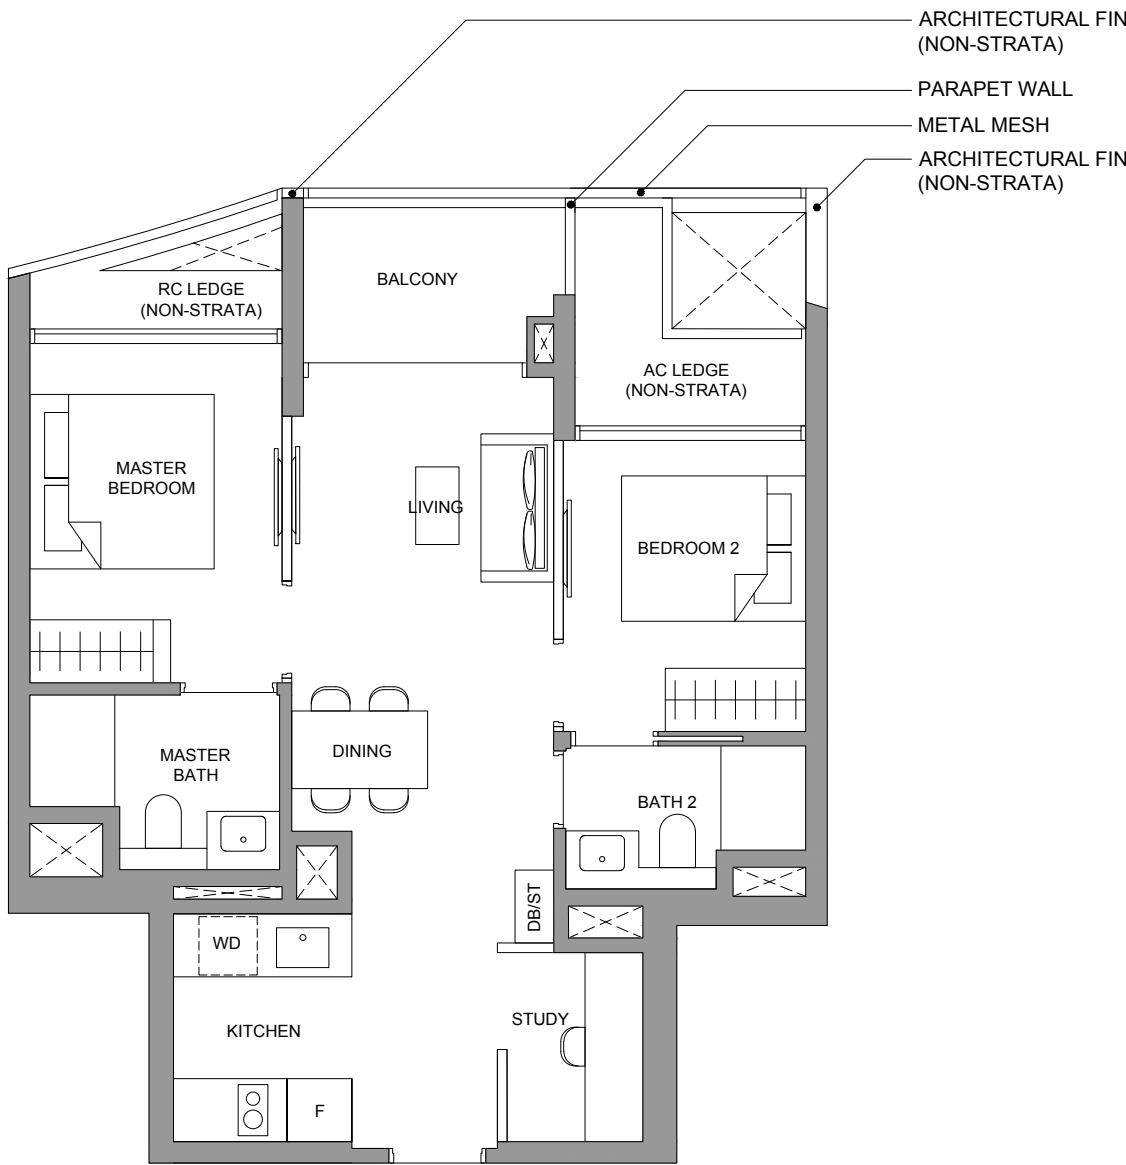 ARCHITECTURAL FIN
(NON-STRATA)
PARAPET WALL
METAL MESH
ARCHITECTURAL FIN
(NON-STRATA)
BALCONY
RC LEDGE
(NON-STRATA)
AC LEDGE
(NON-STRATA)
MASTER
BEDROOM
LIVING
BEDROOM 2
MASTER
BATH
DINING
BATH 2
DB/ST
WD
KITCHEN
STUDY
F